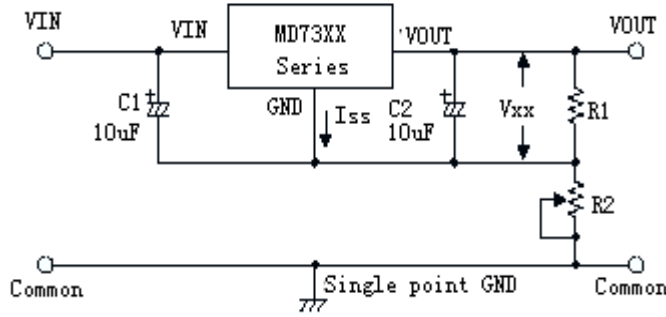 VIN
VIN
MD73XX
Series
VOUT
VOUT
C1
10uF
GND
Iss
C2
10uF
Vxx
R1
R2
Common
Single point GND
Common